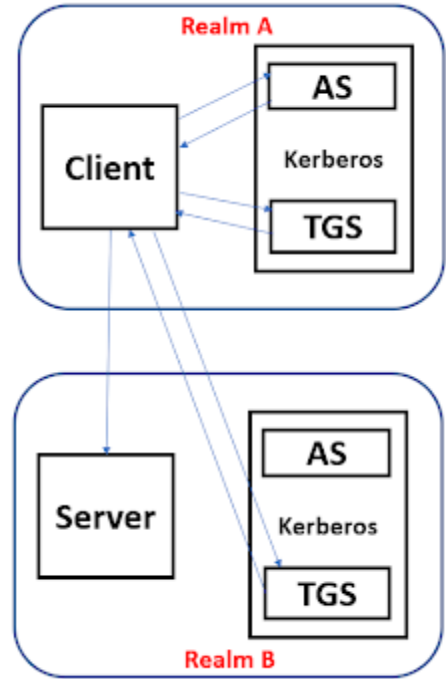 Realm A
AS
Client
Kerberos
TGS
AS
Server
Kerberos
TGS
Realm B